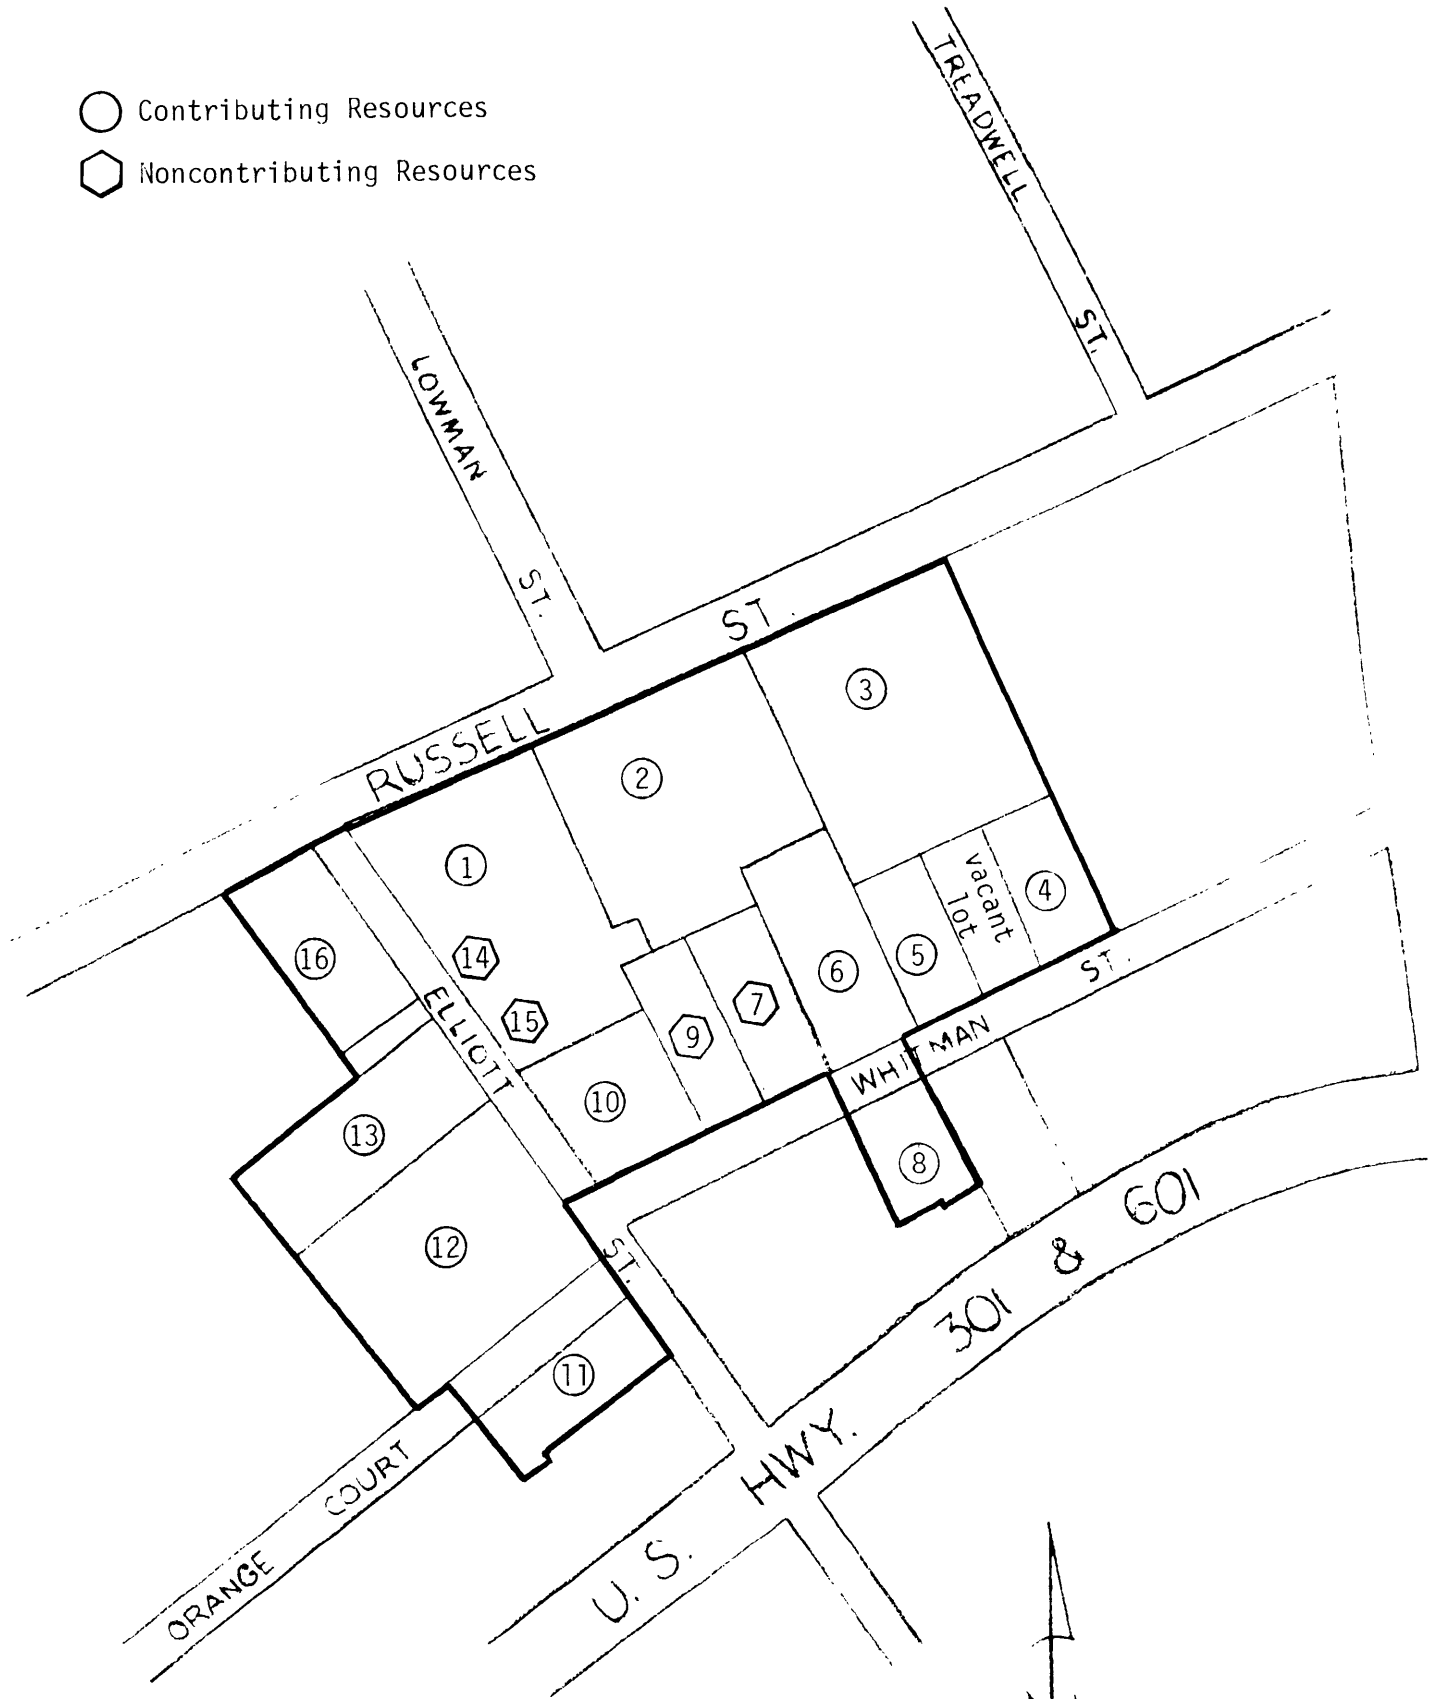 Contributing Resources
Noncontributing Resources
TREADWELL ST.
LOWMAN ST.
RUSSELL ST.
3
2
1
vacant
lot
4
16
14
5
6
15
7
9
ELLIOTT ST.
WHITMAN ST.
10
13
8
12
11
U.S. HWY. 301 & 601
ORANGE COURT